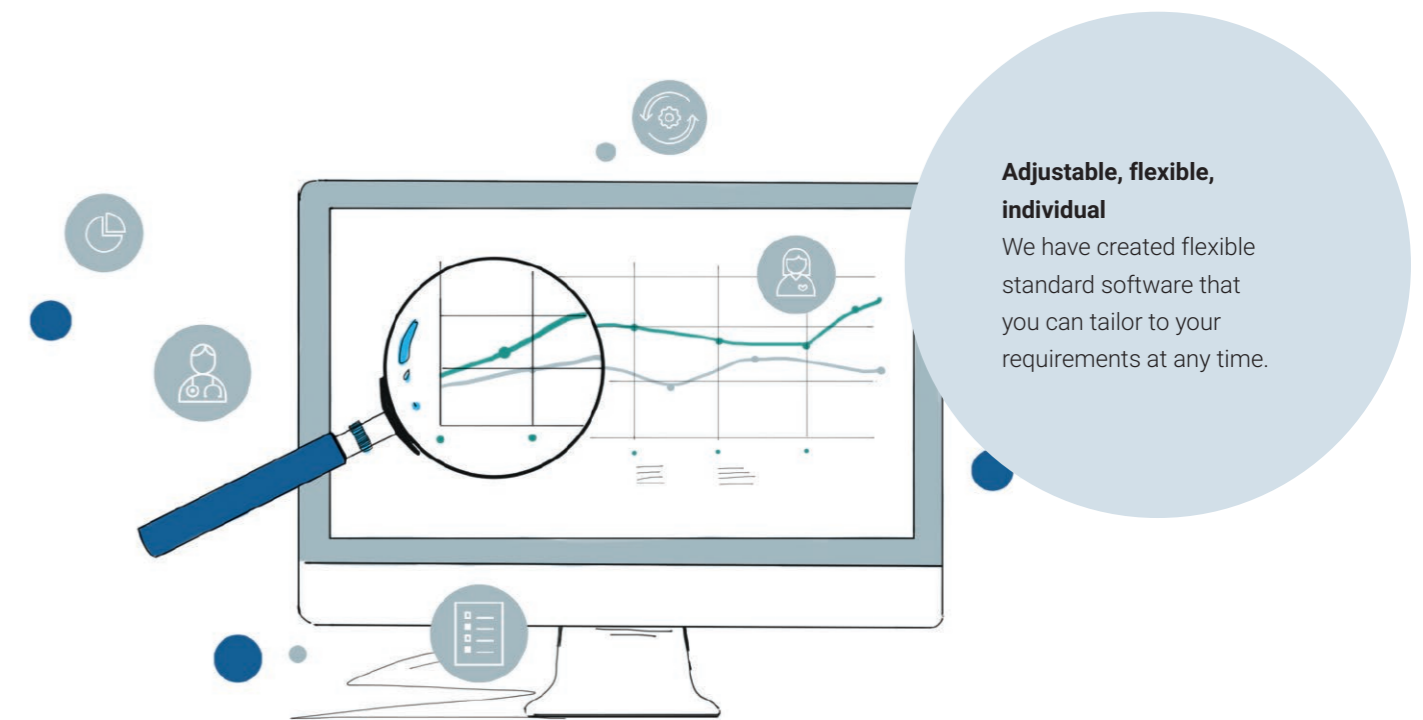 Adjustable, flexible,
individual
We have created flexible
standard software that
you can tailor to your
requirements at any time.